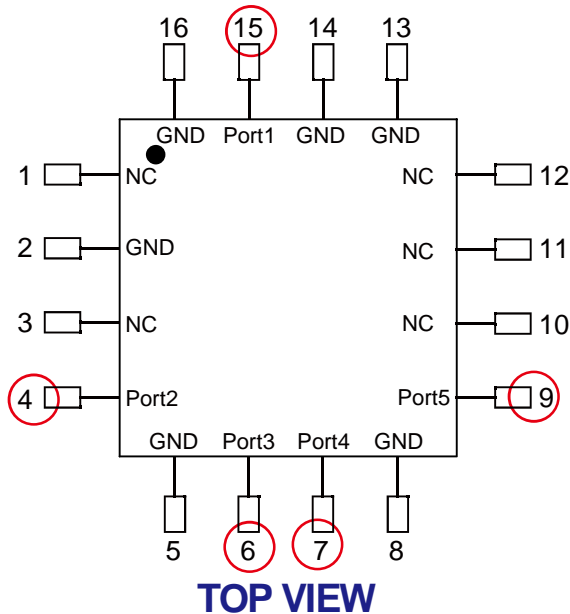 16 15 14 13
GND Port1 GND GND
1 NC NC 12
2 GND NC 11
3 NC NC 10
4 Port2 Port5 9
GND Port3 Port4 GND
5 6 7 8
TOP VIEW